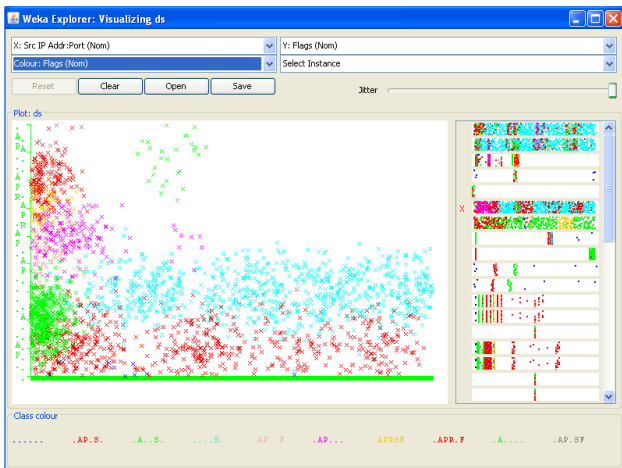 Weka Explorer: Visualizing ds
X: Src IP Addr:Port (Nom)
Y: Flags (Nom)
Colour: Flags (Nom)
Select Instance
Reset
Clear
Open
Save
Jitter
Plot: ds
X
Class colour
...... .AP.S. .A..S. ....S. .AP..F .AP... .APRSF .APR.F .A.... .AP.SF